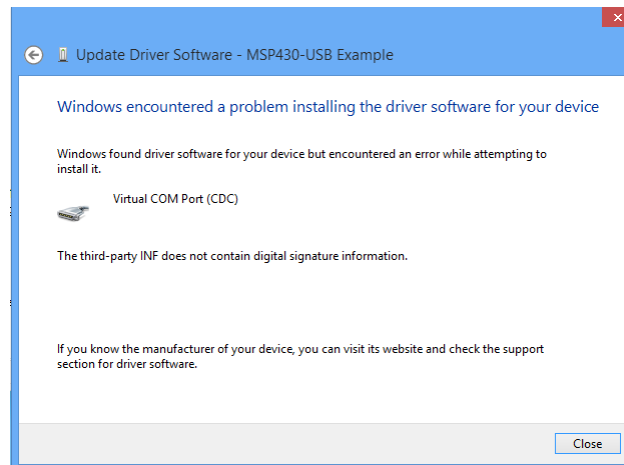 Update Driver Software - MSP430-USB Example
Windows encountered a problem installing the driver software for your device
Windows found driver software for your device but encountered an error while attempting to
install it.
Virtual COM Port (CDC)
The third-party INF does not contain digital signature information.
If you know the manufacturer of your device, you can visit its website and check the support
section for driver software.
Close